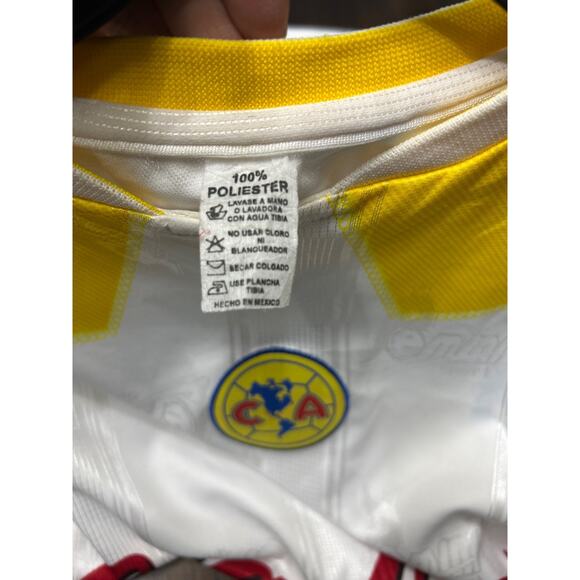 100%
POLIESTER
LAVASE A MANO
O LAVADORA
CON AGUA TIBIA
NO USAR CLORO
NI
BLANQUEADOR
SECAR COLGADO
USE PLANCHA
TIBIA
HECHO EN MEXICO
C A